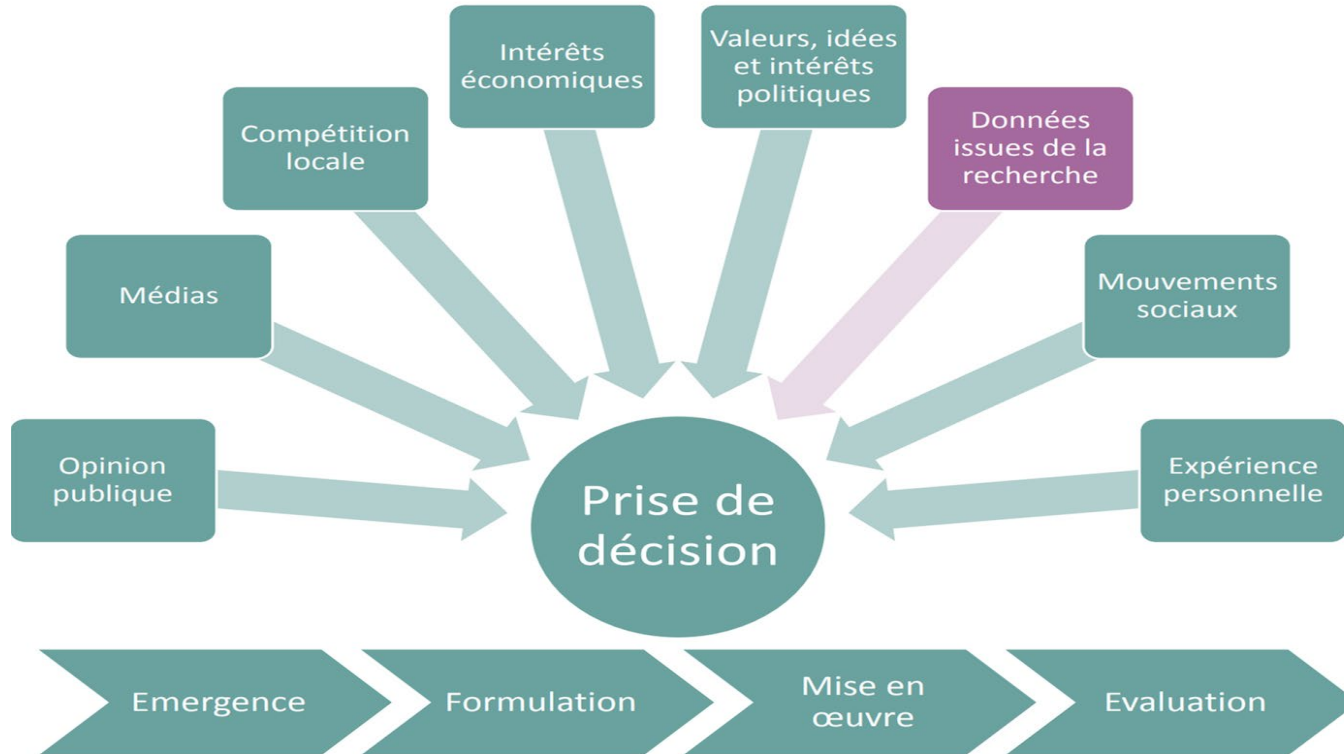 Opinion
publique
Médias
Compétition
locale
Intérêts
économiques
Valeurs, idées
et intérêts
politiques
Données
issues de la
recherche
Mouvements
sociaux
Expérience
personnelle
Prise de
décision
Emergence
Formulation
Mise en
œuvre
Evaluation